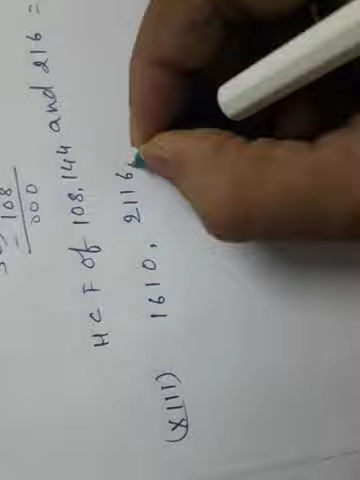 108
000
HCF of 108, 144 and 216 =
(XIII) 1610, 2116,